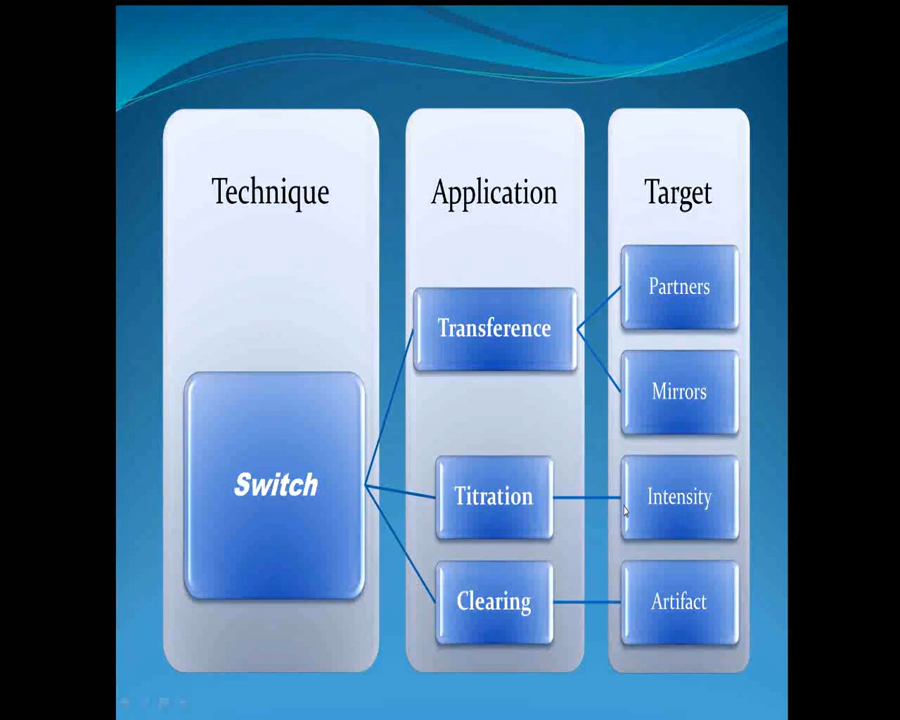 Technique
Application
Target
Partners
Transference
Mirrors
Switch
Titration
Intensity
Clearing
Artifact